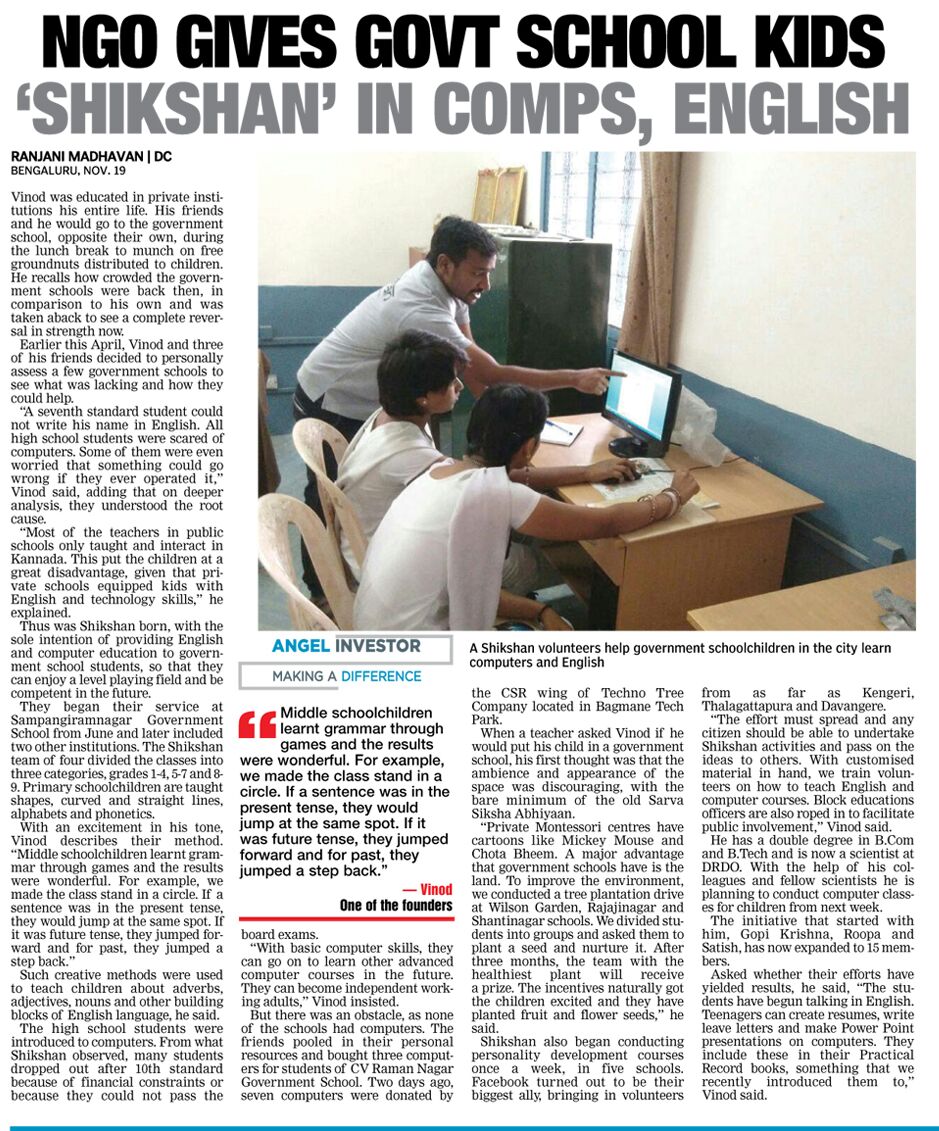 NGO GIVES GOVT SCHOOL KIDS
‘SHIKSHAN’ IN COMPS, ENGLISH
RANJANI MADHAVAN | DC
BENGALURU, NOV. 19
Vinod was educated in private insti-
tutions his entire life. His friends
and he would go to the government
school, opposite their own, during
the lunch break to munch on free
groundnuts distributed to children.
He recalls how crowded the govern-
ment schools were back then, in
comparison to his own and was
taken aback to see a complete rever-
sal in strength now.
Earlier this April, Vinod and three
of his friends decided to personally
assess a few government schools to
see what was lacking and how they
could help.
“A seventh standard student could
not write his name in English. All
high school students were scared of
computers. Some of them were even
worried that something could go
wrong if they ever operated it,”
Vinod said, adding that on deeper
analysis, they understood the root
cause.
“Most of the teachers in public
schools only taught and interact in
Kannada. This put the children at a
great disadvantage, given that pri-
vate schools equipped kids with
English and technology skills,” he
explained.
Thus was Shikshan born, with the
sole intention of providing English
and computer education to govern-
ment school students, so that they
can enjoy a level playing field and be
competent in the future.
They began their service at
Sampangiramnagar Government
School from June and later included
two other institutions. The Shikshan
team of four divided the classes into
three categories, grades 1-4, 5-7 and 8-
9. Primary schoolchildren are taught
shapes, curved and straight lines,
alphabets and phonetics.
With an excitement in his tone,
Vinod describes their method.
“Middle schoolchildren learnt gram-
mar through games and the results
were wonderful. For example, we
made the class stand in a circle. If a
sentence was in the present tense,
they would jump at the same spot. If
it was future tense, they jumped for-
ward and for past, they jumped a
step back.”
Such creative methods were used
to teach children about adverbs,
adjectives, nouns and other building
blocks of English language, he said.
The high school students were
introduced to computers. From what
Shikshan observed, many students
dropped out after 10th standard
because of financial constraints or
because they could not pass the
A Shikshan volunteers help government schoolchildren in the city learn
computers and English
ANGEL INVESTOR
MAKING A DIFFERENCE
“Middle schoolchildren
learnt grammar through
games and the results
were wonderful. For example,
we made the class stand in a
circle. If a sentence was in the
present tense, they would
jump at the same spot. If it
was future tense, they jumped
forward and for past, they
jumped a step back.”
— Vinod
One of the founders
board exams.
“With basic computer skills, they
can go on to learn other advanced
computer courses in the future.
They can become independent work-
ing adults,” Vinod insisted.
But there was an obstacle, as none
of the schools had computers. The
friends pooled in their personal
resources and bought three comput-
ers for students of CV Raman Nagar
Government School. Two days ago,
seven computers were donated by
the CSR wing of Techno Tree
Company located in Bagmane Tech
Park.
When a teacher asked Vinod if he
would put his child in a government
school, his first thought was that the
ambience and appearance of the
space was discouraging, with the
bare minimum of the old Sarva
Siksha Abhiyaan.
“Private Montessori centres have
cartoons like Mickey Mouse and
Chota Bheem. A major advantage
that government schools have is the
land. To improve the environment,
we conducted a tree plantation drive
at Wilson Garden, Rajajinagar and
Shantinagar schools. We divided stu-
dents into groups and asked them to
plant a seed and nurture it. After
three months, the team with the
healthiest plant will receive
a prize. The incentives naturally got
the children excited and they have
planted fruit and flower seeds,” he
said.
Shikshan also began conducting
personality development courses
once a week, in five schools.
Facebook turned out to be their
biggest ally, bringing in volunteers
from as far as Kengeri,
Thalagattapura and Davangere.
“The effort must spread and any
citizen should be able to undertake
Shikshan activities and pass on the
ideas to others. With customised
material in hand, we train volun-
teers on how to teach English and
computer courses. Block educations
officers are also roped in to facilitate
public involvement,” Vinod said.
He has a double degree in B.Com
and B.Tech and is now a scientist at
DRDO. With the help of his col-
leagues and fellow scientists he is
planning to conduct computer class-
es for children from next week.
The initiative that started with
him, Gopi Krishna, Roopa and
Satish, has now expanded to 15 mem-
bers.
Asked whether their efforts have
yielded results, he said, “The stu-
dents have begun talking in English.
Teenagers can create resumes, write
leave letters and make Power Point
presentations on computers. They
include these in their Practical
Record books, something that we
recently introduced them to,”
Vinod said.